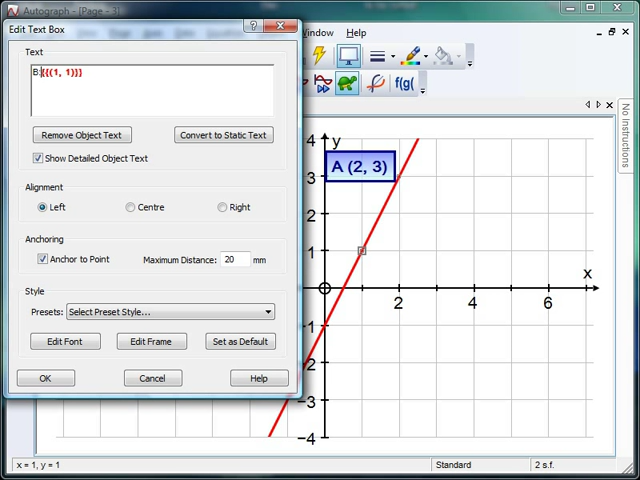 Autograph - [Page - 3]
Edit Text Box
Text
B:{{{(1, 1)}}}
Remove Object Text
Convert to Static Text
Show Detailed Object Text
Alignment
Left
Centre
Right
Anchoring
Anchor to Point
Maximum Distance:
20
mm
Style
Presets:
Select Preset Style...
Edit Font
Edit Frame
Set as Default
OK
Cancel
Help
Window
Help
f(g(
No Instructions
y
4
A (2, 3)
3
2
1
x
2
4
6
−1
−2
−3
−4
x = 1, y = 1
Standard
2 s.f.